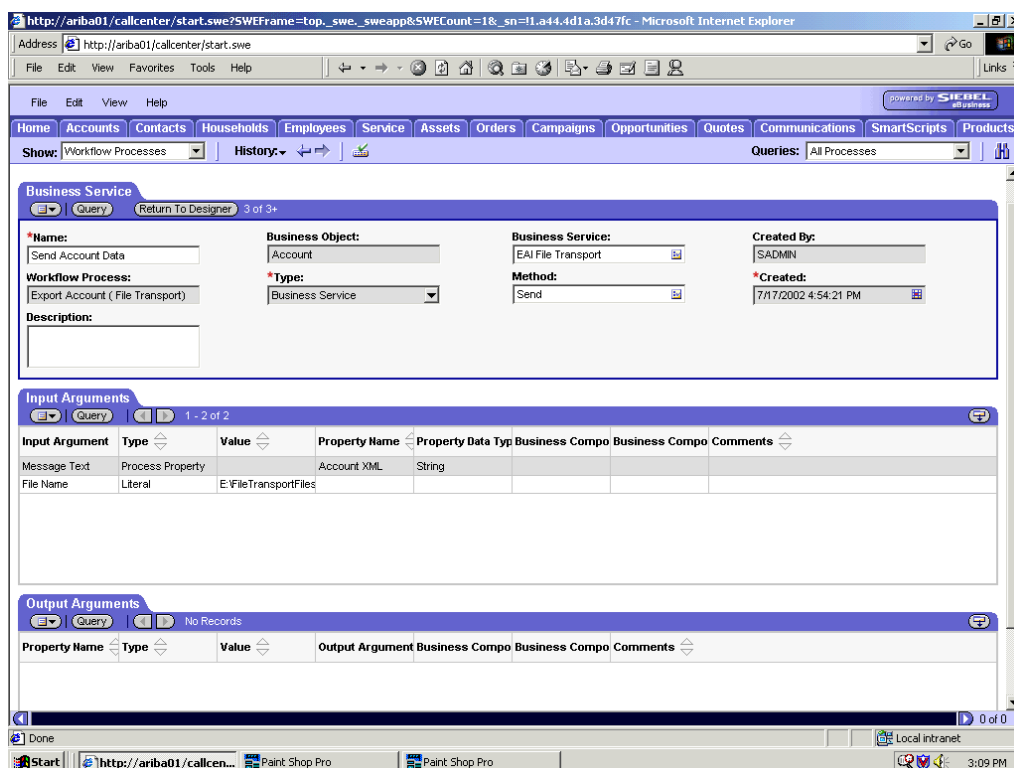 http://ariba01/callcenter/start.swe?SWEFrame=top._swe._sweapp&SWECount=1&_sn=!1.a44.4d1a.3d47fc - Microsoft Internet Explorer
Address http://ariba01/callcenter/start.swe Go
File Edit View Favorites Tools Help Links
File Edit View Help powered by SIEBEL eBusiness
Home Accounts Contacts Households Employees Service Assets Orders Campaigns Opportunities Quotes Communications SmartScripts Products
Show: Workflow Processes History: Queries: All Processes
Business Service
Query Return To Designer 3 of 3+
*Name: Business Object: Business Service: Created By:
Send Account Data Account EAI File Transport SADMIN
Workflow Process: *Type: Method: *Created:
Export Account ( File Transport) Business Service Send 7/17/2002 4:54:21 PM
Description:
Input Arguments
Query 1 - 2 of 2
Input Argument Type Value Property Name Property Data Typ Business Compo Business Compo Comments
Message Text Process Property Account XML String
File Name Literal E:\FileTransportFiles
Output Arguments
Query No Records
Property Name Type Value Output Argument Business Compo Business Compo Comments
0 of 0
Done Local intranet
Start http://ariba01/callcen... Paint Shop Pro Paint Shop Pro 3:09 PM